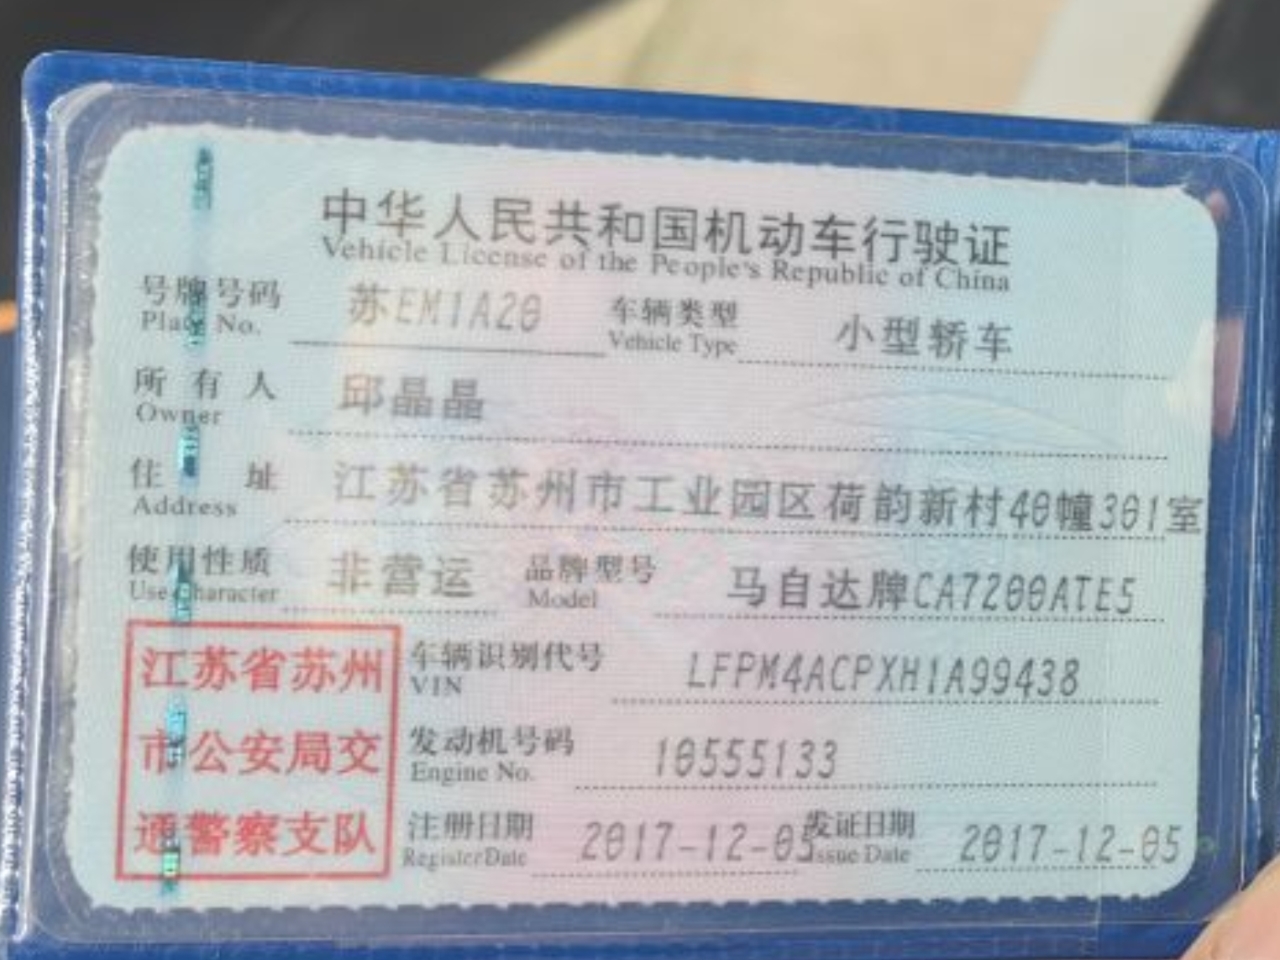 中华人民共和国机动车行驶证
Vehicle License of the People's Republic of China
号牌号码 苏EM1A20 车辆类型 小型轿车
Plate No. Vehicle Type
所有人 邱晶晶
Owner
住址 江苏省苏州市工业园区荷韵新村40幢301室
Address
使用性质 非营运 品牌型号 马自达牌CA7200ATE5
Use Character Model
江苏省苏州
市公安局交
通警察支队
车辆识别代号 LFPM4ACPXH1A99438
VIN
发动机号码 10555133
Engine No.
注册日期 2017-12-05 发证日期 2017-12-05
Register Date Issue Date